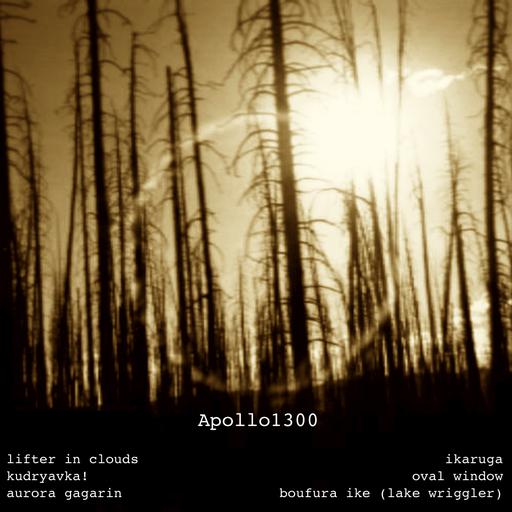 Apollo1300
lifter in clouds
kudryavka!
aurora gagarin
ikaruga
oval window
boufura ike (lake wriggler)